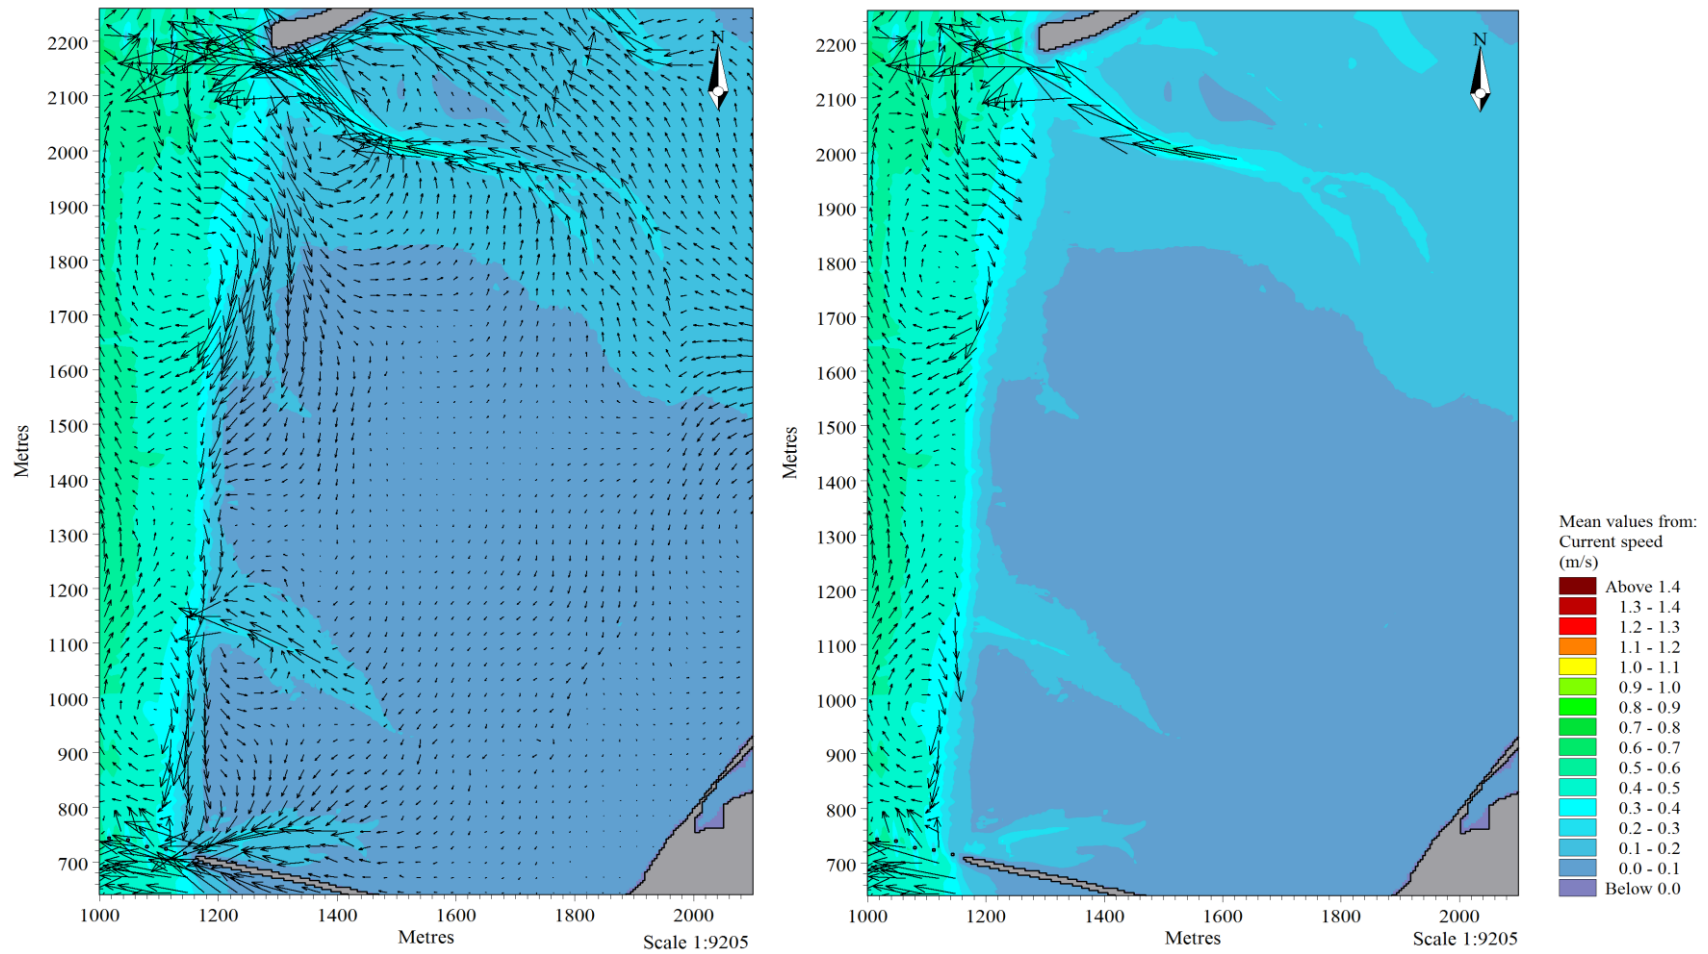 2200
2100
2000
1900
1800
1700
1600
1500
1400
1300
1200
1100
1000
900
800
700
Metres
N
1000 1200 1400 1600 1800 2000
Metres
Scale 1:9205
2200
2100
2000
1900
1800
1700
1600
1500
1400
1300
1200
1100
1000
900
800
700
Metres
N
1000 1200 1400 1600 1800 2000
Metres
Scale 1:9205
Mean values from:
Current speed
(m/s)
Above 1.4
1.3 - 1.4
1.2 - 1.3
1.1 - 1.2
1.0 - 1.1
0.9 - 1.0
0.8 - 0.9
0.7 - 0.8
0.6 - 0.7
0.5 - 0.6
0.4 - 0.5
0.3 - 0.4
0.2 - 0.3
0.1 - 0.2
0.0 - 0.1
Below 0.0